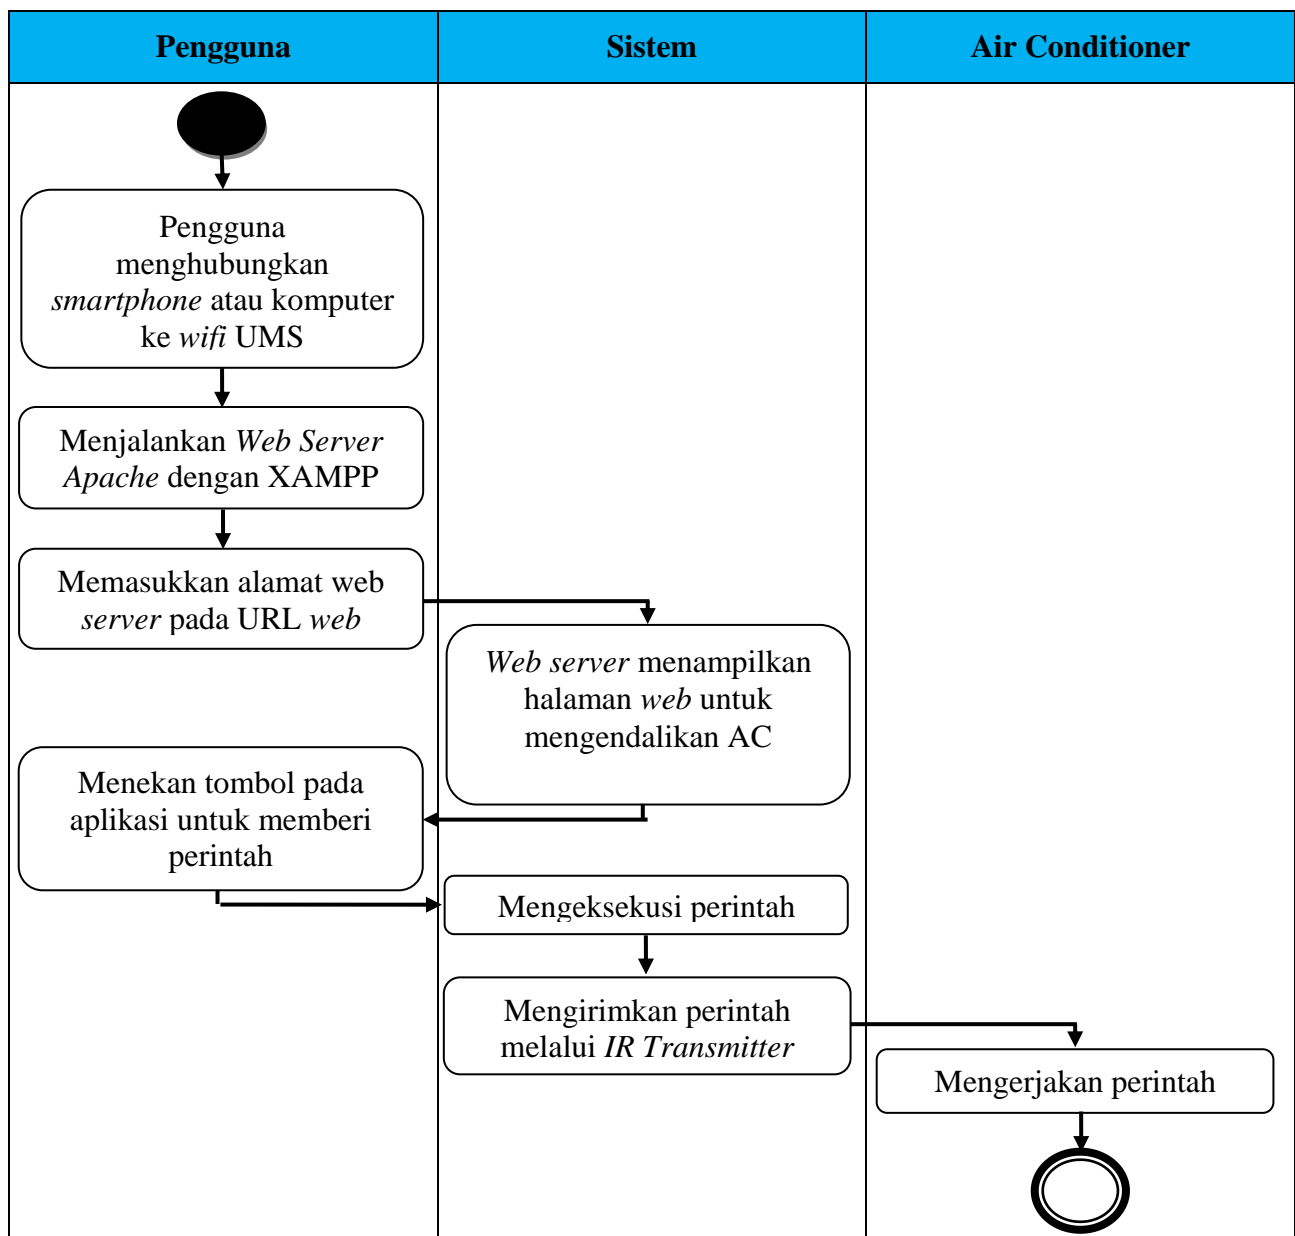 Pengguna
Sistem
Air Conditioner
Pengguna
menghubungkan
smartphone atau komputer
ke wifi UMS
Menjalankan Web Server
Apache dengan XAMPP
Memasukkan alamat web
server pada URL web
Web server menampilkan
halaman web untuk
mengendalikan AC
Menekan tombol pada
aplikasi untuk memberi
perintah
Mengeksekusi perintah
Mengirimkan perintah
melalui IR Transmitter
Mengerjakan perintah